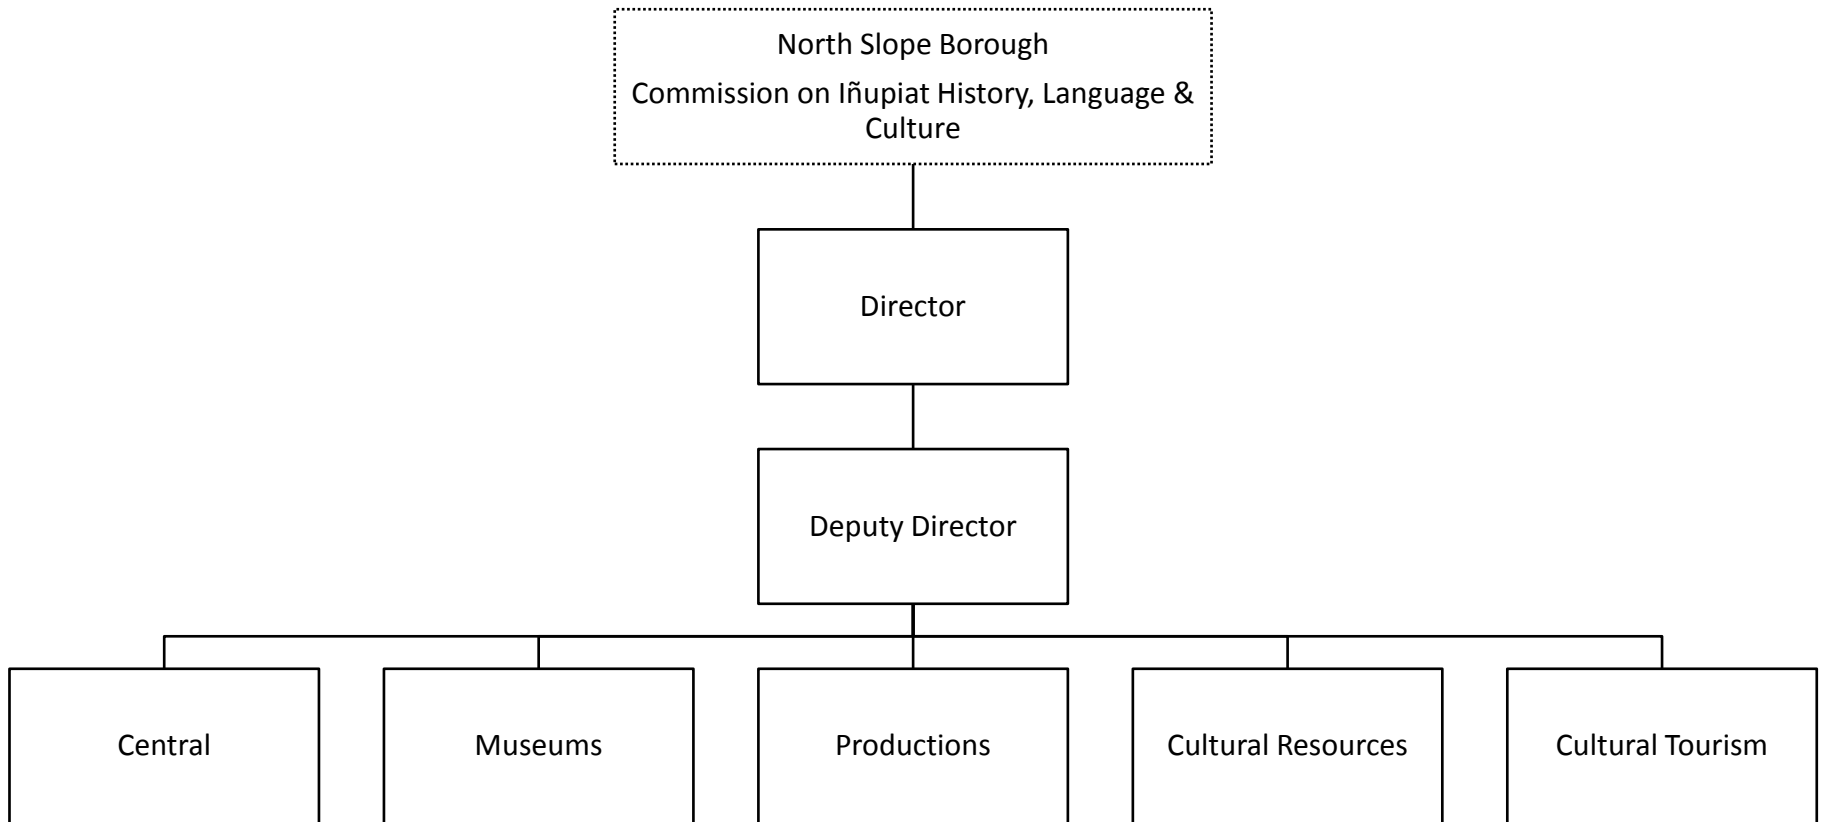 North Slope Borough
Commission on Iñupiat History, Language &
Culture
Director
Deputy Director
Central
Museums
Productions
Cultural Resources
Cultural Tourism